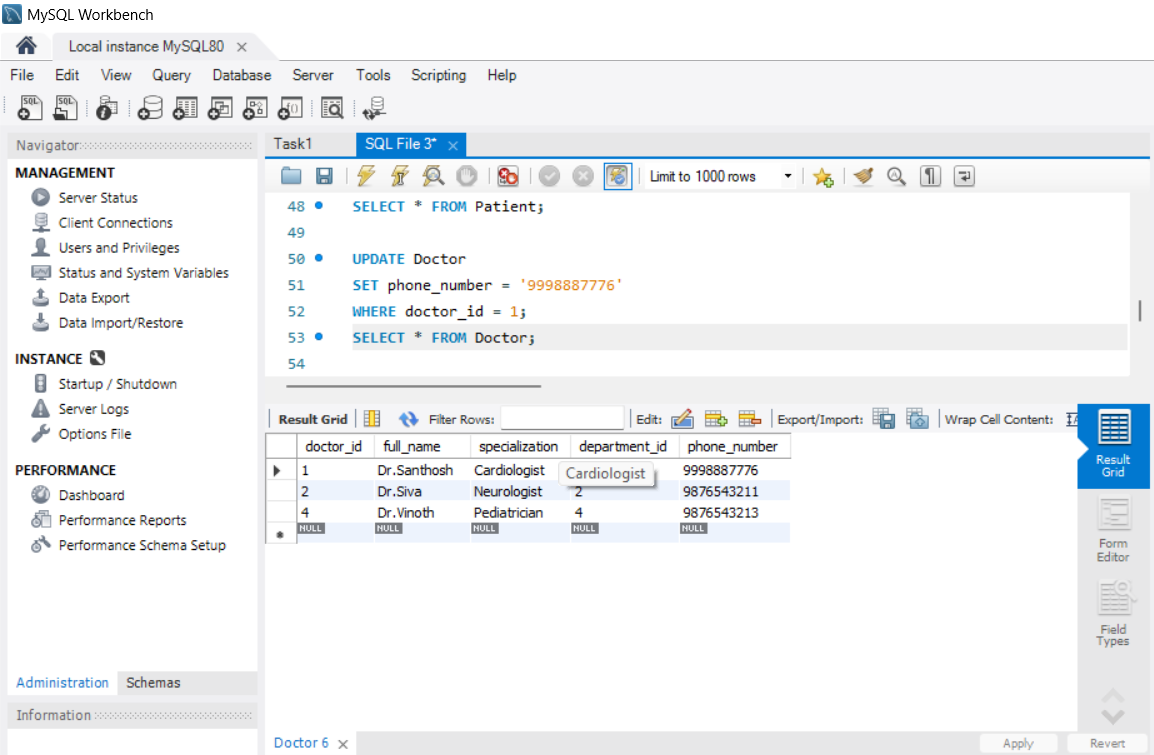 MySQL Workbench
Local instance MySQL80
File Edit View Query Database Server Tools Scripting Help
SQL SQL
Navigator
MANAGEMENT
Server Status
Client Connections
Users and Privileges
Status and System Variables
Data Export
Data Import/Restore
INSTANCE
Startup / Shutdown
Server Logs
Options File
PERFORMANCE
Dashboard
Performance Reports
Performance Schema Setup
Administration Schemas
Information
Task1 SQL File 3*
Limit to 1000 rows
48 SELECT * FROM Patient;
49
50 UPDATE Doctor
51 SET phone_number = '9998887776'
52 WHERE doctor_id = 1;
53 SELECT * FROM Doctor;
54
Result Grid Filter Rows: Edit: Export/Import: Wrap Cell Content:
doctor_id full_name specialization department_id phone_number
1 Dr.Santhosh Cardiologist 9998887776
Cardiologist
2 Dr.Siva Neurologist 2 9876543211
4 Dr.Vinoth Pediatrician 4 9876543213
NULL NULL NULL NULL NULL
Result
Grid
Form
Editor
Field
Types
Doctor 6
Apply Revert